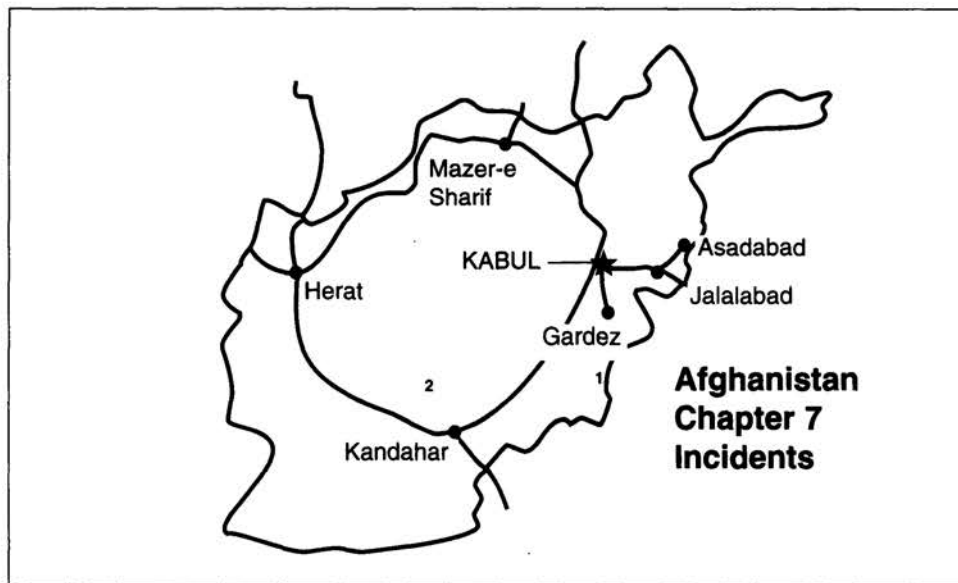 Mazer-e
Sharif
KABUL
Asadabad
Herat
Jalalabad
Gardez
2
1
Afghanistan
Chapter 7
Incidents
Kandahar